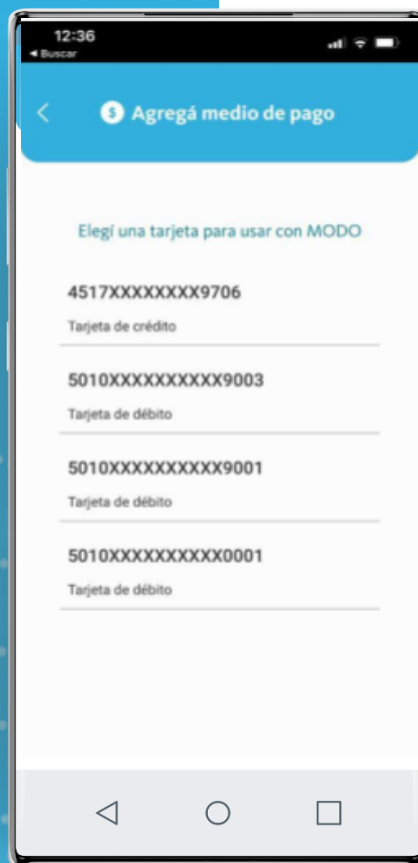 12:36
◀ Buscar
$ Agregá medio de pago
Elegí una tarjeta para usar con MODO
4517XXXXXXXX9706
Tarjeta de crédito
5010XXXXXXXXXX9003
Tarjeta de débito
5010XXXXXXXXXX9001
Tarjeta de débito
5010XXXXXXXXXX0001
Tarjeta de débito